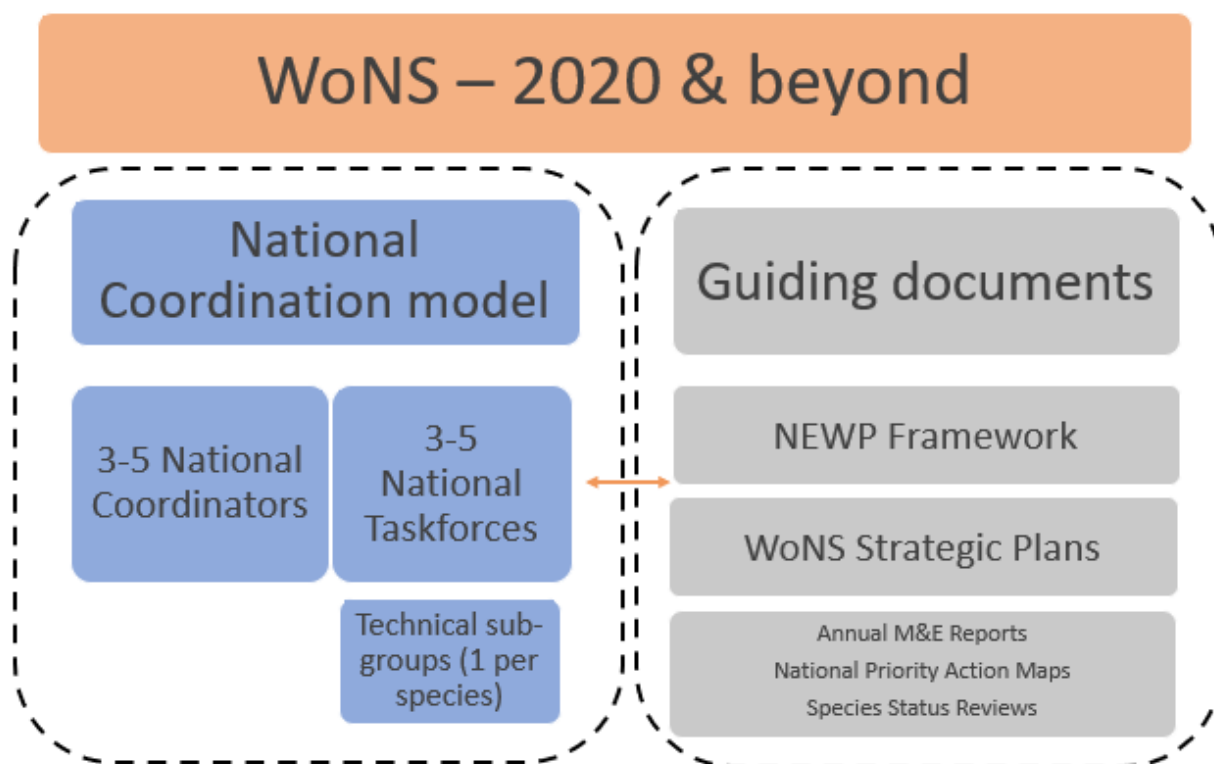 WoNS – 2020 & beyond
National
Coordination model
3-5 National
Coordinators
3-5
National
Taskforces
Technical sub-
groups (1 per
species)
Guiding documents
NEWP Framework
WoNS Strategic Plans
Annual M&E Reports
National Priority Action Maps
Species Status Reviews